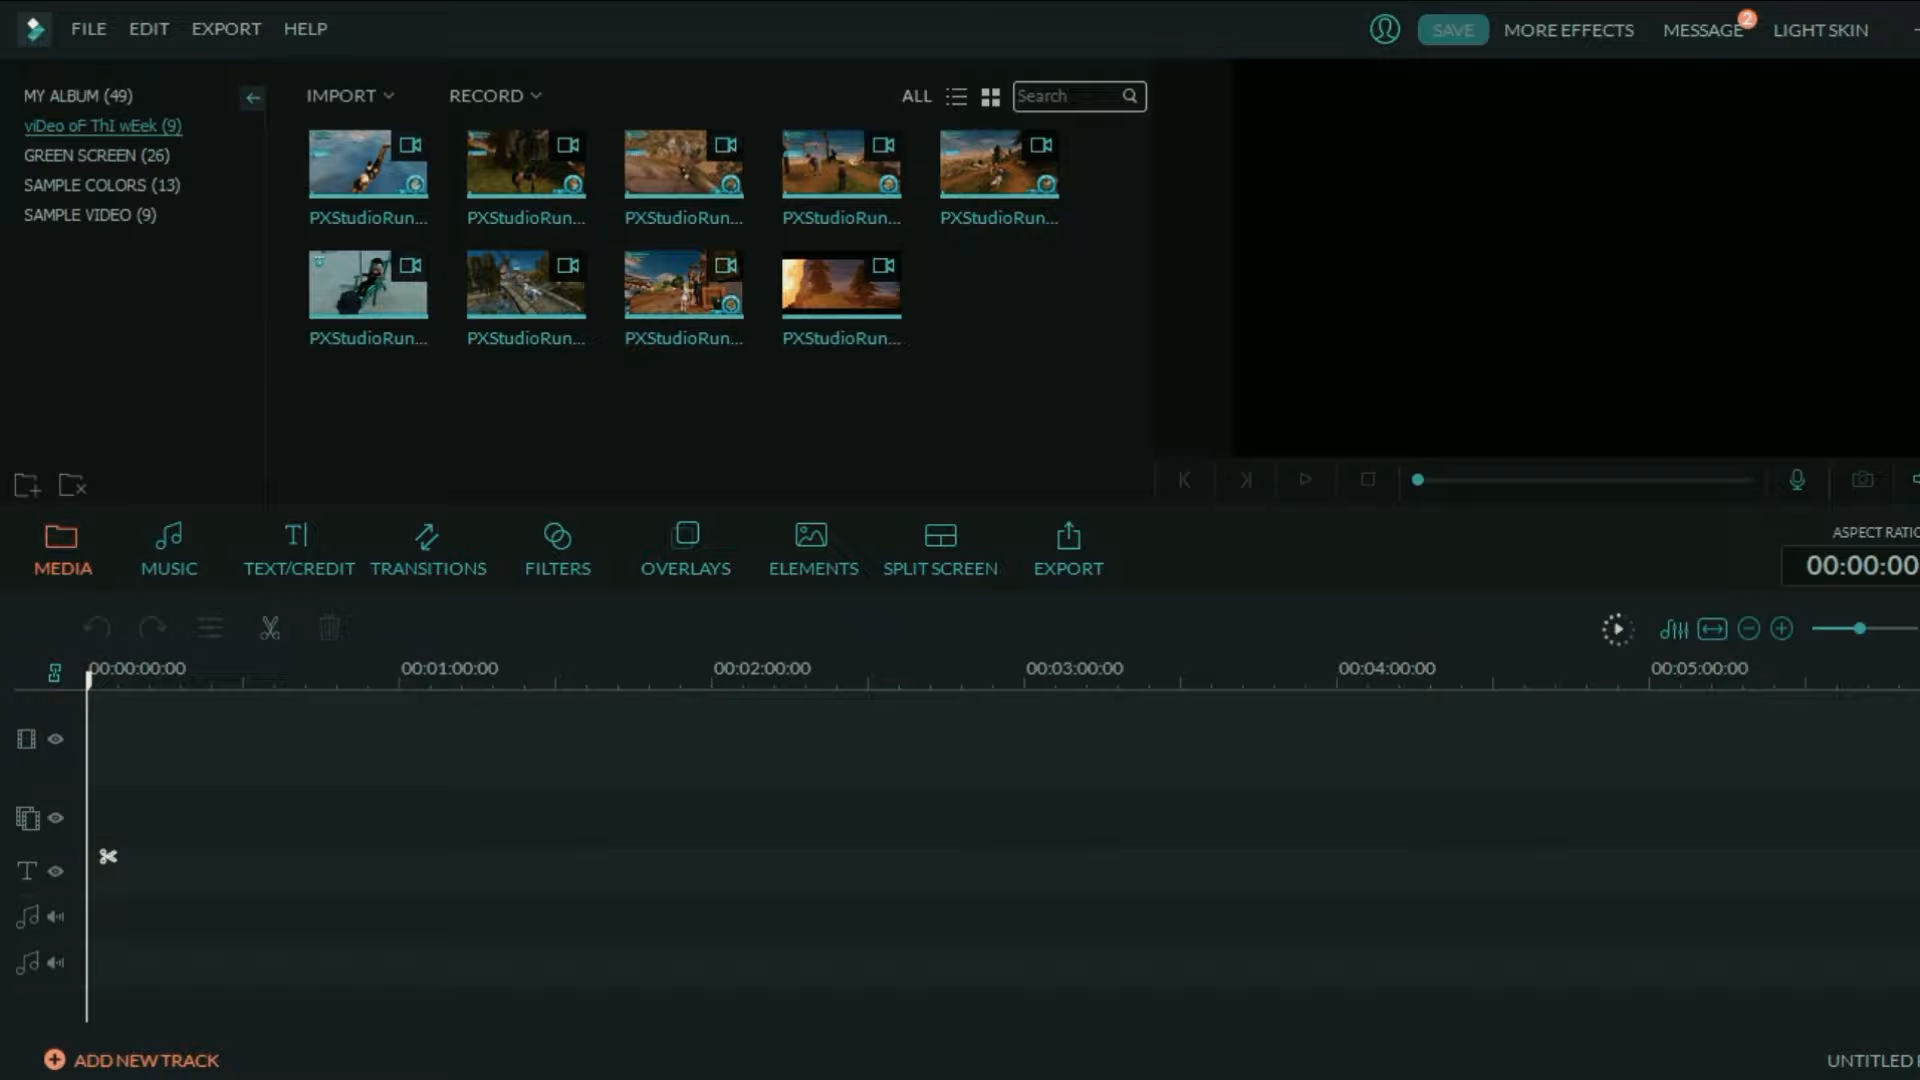 FILE EDIT EXPORT HELP
SAVE MORE EFFECTS MESSAGE 2 LIGHT SKIN
MY ALBUM (49)
viDeo oF ThI wEek (9)
GREEN SCREEN (26)
SAMPLE COLORS (13)
SAMPLE VIDEO (9)
IMPORT RECORD ALL Search
PXStudioRun... PXStudioRun... PXStudioRun... PXStudioRun... PXStudioRun...
PXStudioRun... PXStudioRun... PXStudioRun... PXStudioRun...
MEDIA MUSIC TEXT/CREDIT TRANSITIONS FILTERS OVERLAYS ELEMENTS SPLIT SCREEN EXPORT
ASPECT RATIO
00:00:00
00:00:00:00 00:01:00:00 00:02:00:00 00:03:00:00 00:04:00:00 00:05:00:00
ADD NEW TRACK
UNTITLED